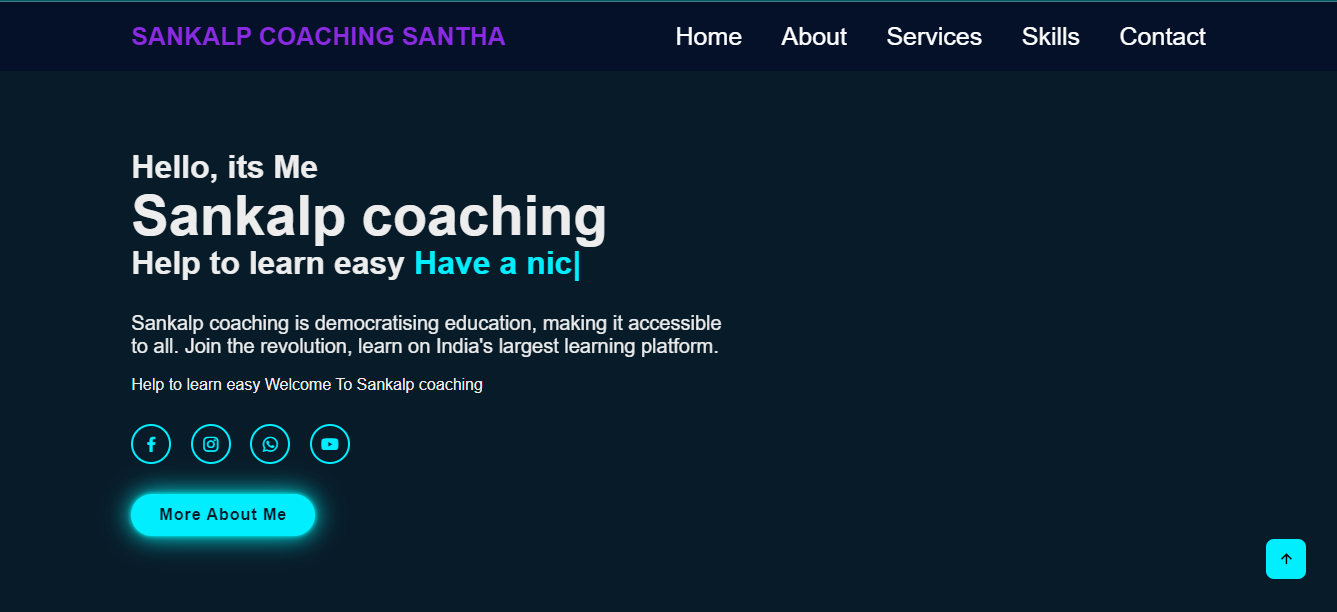 SANKALP COACHING SANTHA
Home About Services Skills Contact
Hello, its Me
Sankalp coaching
Help to learn easy Have a nic|
Sankalp coaching is democratising education, making it accessible
to all. Join the revolution, learn on India's largest learning platform.
Help to learn easy Welcome To Sankalp coaching
More About Me